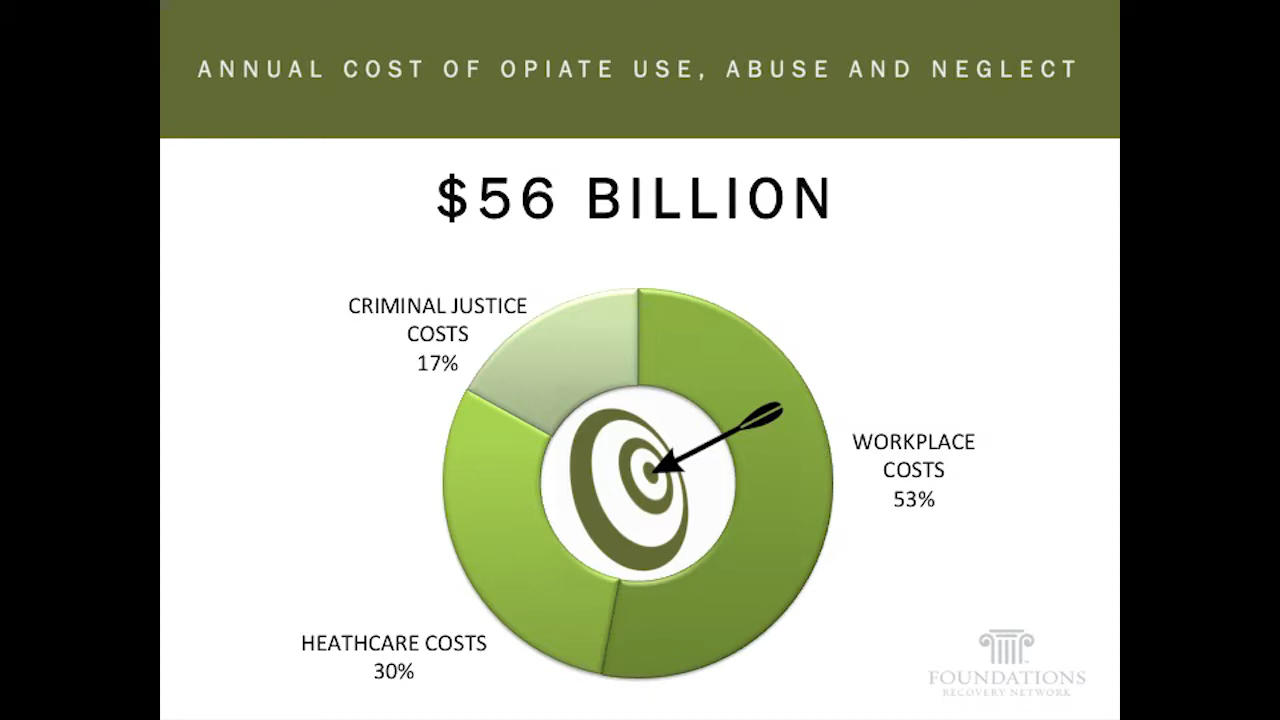 ANNUAL COST OF OPIATE USE, ABUSE AND NEGLECT
$56 BILLION
CRIMINAL JUSTICE
COSTS
17%
WORKPLACE
COSTS
53%
HEATHCARE COSTS
30%
FOUNDATIONS
RECOVERY NETWORK